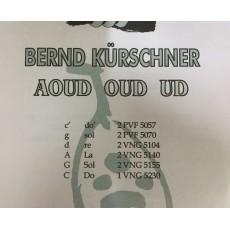 BERND KÜRSCHNER
AOUD OUD UD
c' do' 2 PVF 5057
g sol 2 PVF 5070
d re 2 VNG 5104
A La 2 VNG 5140
G Sol 2 VNG 5155
C Do 1 VNG 5230